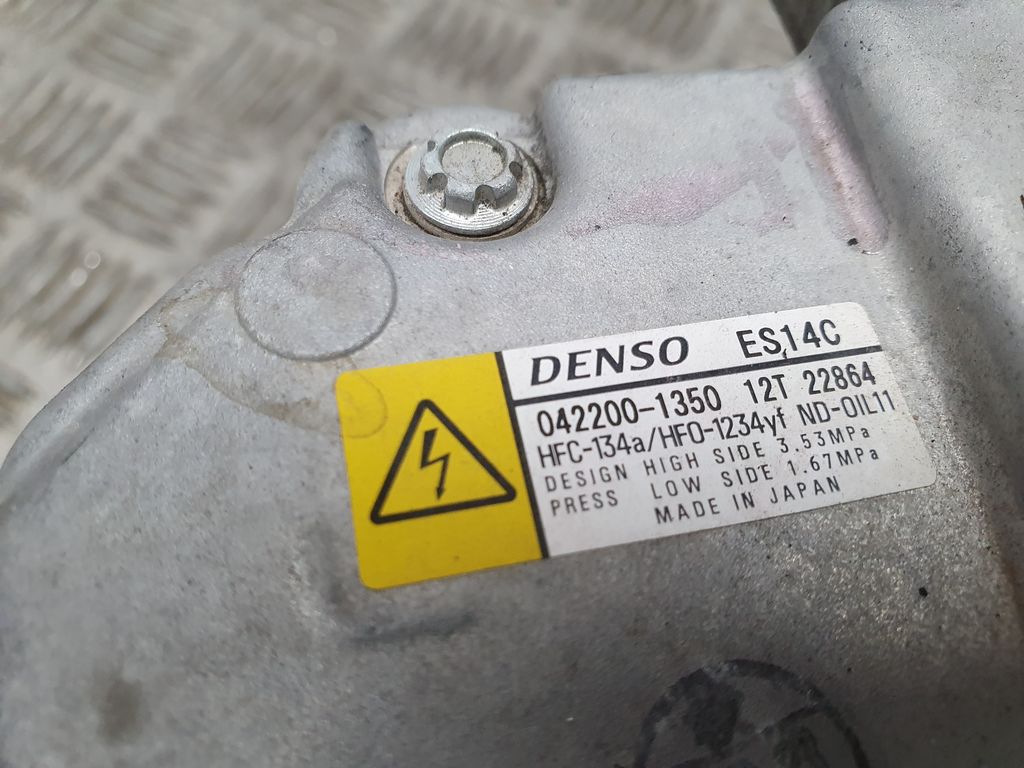 DENSO ES14C
042200-1350 12T 22864
HFC-134a/HFO-1234yf ND-OIL11
DESIGN HIGH SIDE 3.53MPa
PRESS LOW SIDE 1.67MPa
MADE IN JAPAN